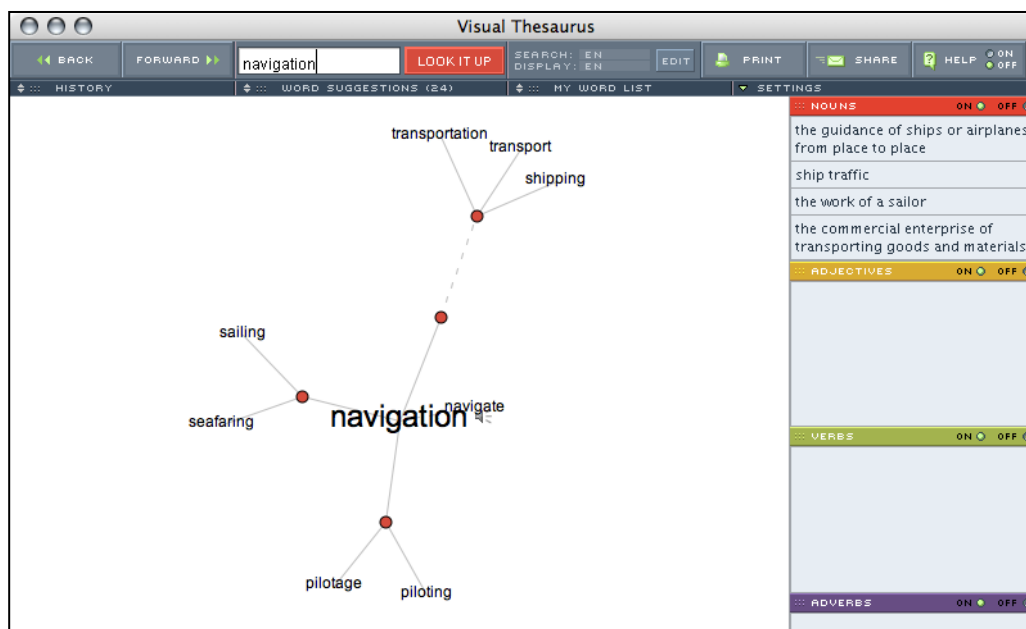 Visual Thesaurus
BACK
FORWARD
navigation
LOOK IT UP
SEARCH: EN
DISPLAY: EN
EDIT
PRINT
SHARE
HELP
ON
OFF
HISTORY
WORD SUGGESTIONS (24)
MY WORD LIST
SETTINGS
transportation
transport
shipping
sailing
seafaring
navigation
navigate
pilotage
piloting
NOUNS ON OFF
the guidance of ships or airplanes
from place to place
ship traffic
the work of a sailor
the commercial enterprise of
transporting goods and materials
ADJECTIVES ON OFF
VERBS ON OFF
ADVERBS ON OFF